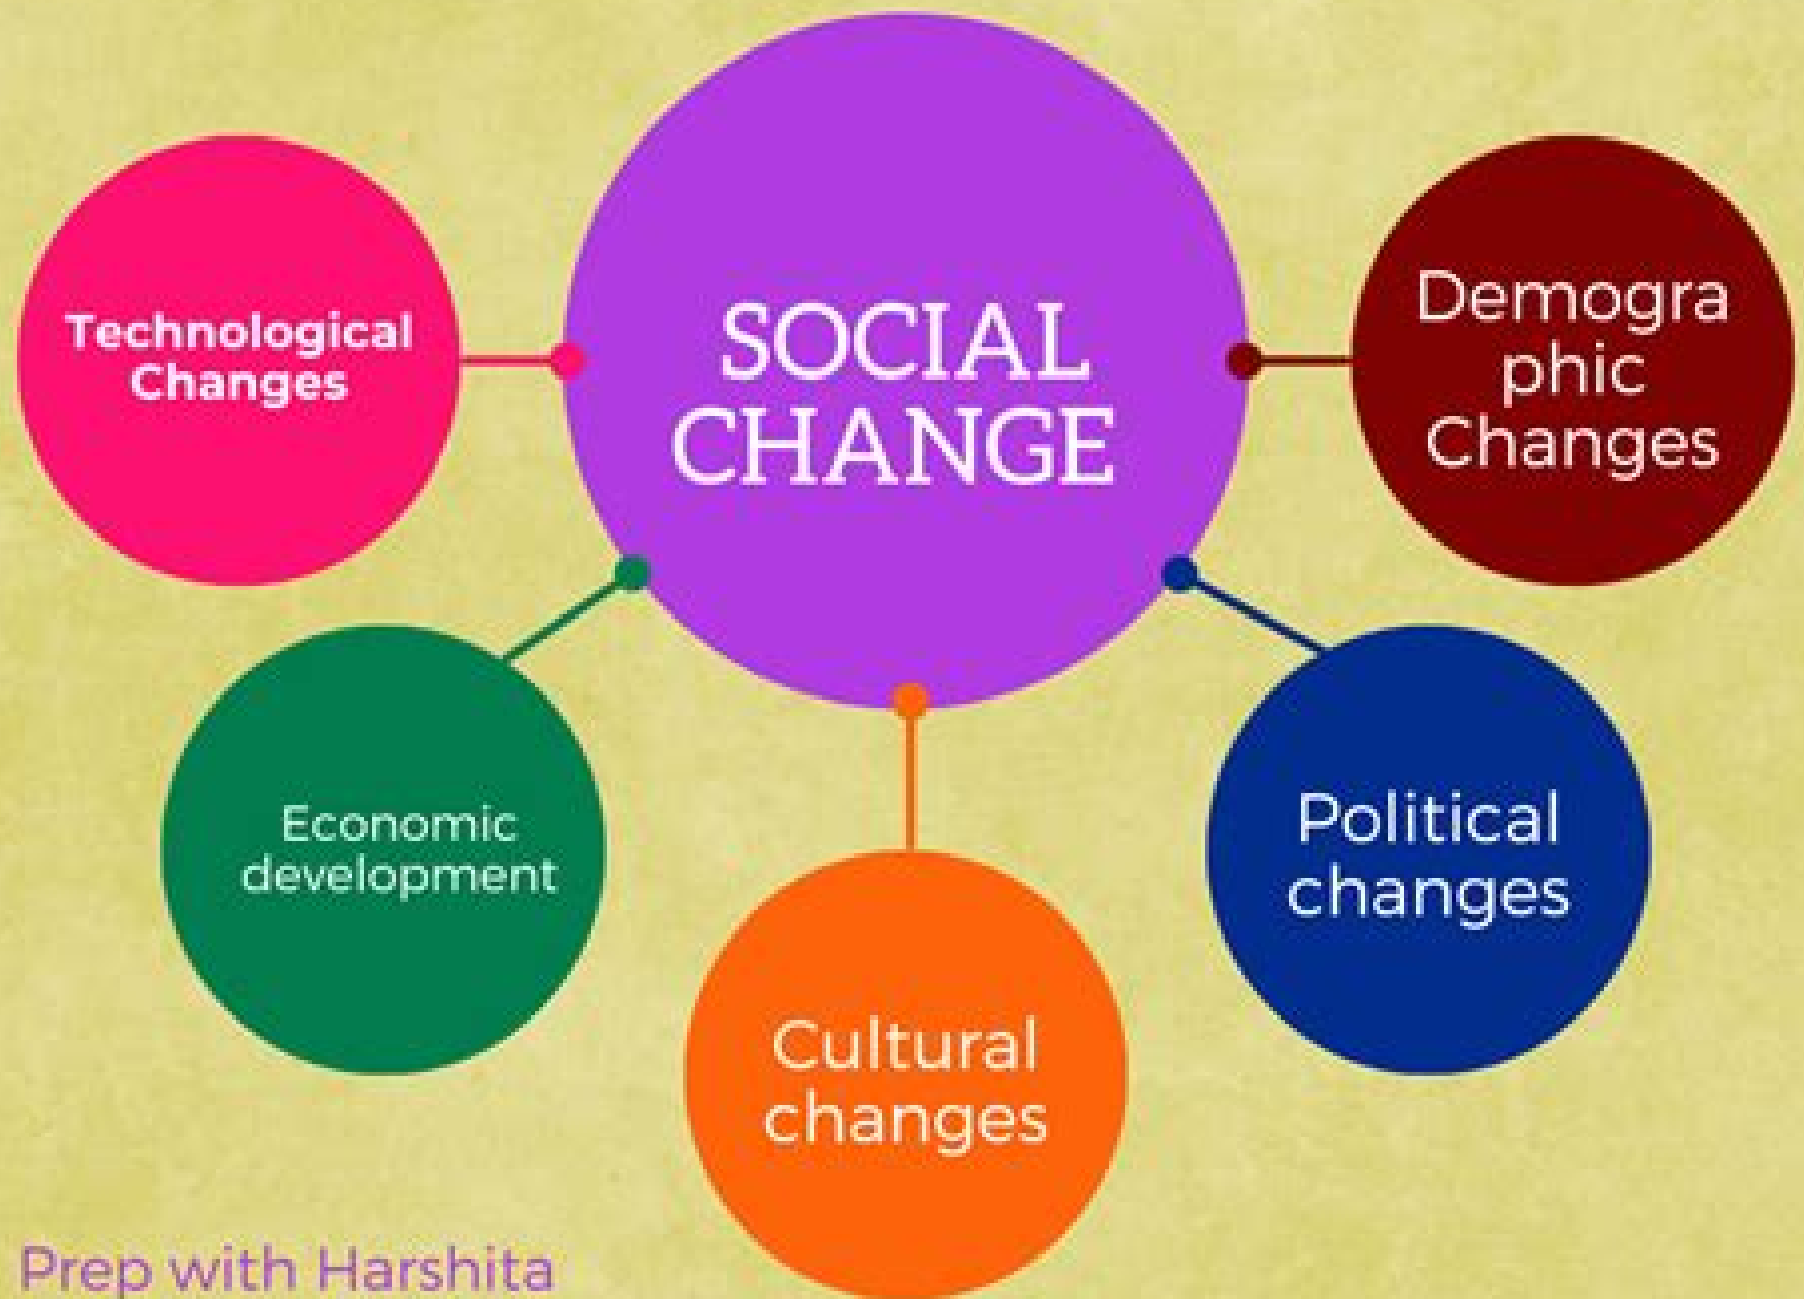 SOCIAL
CHANGE
Technological
Changes
Demogra
phic
Changes
Economic
development
Political
changes
Cultural
changes
Prep with Harshita